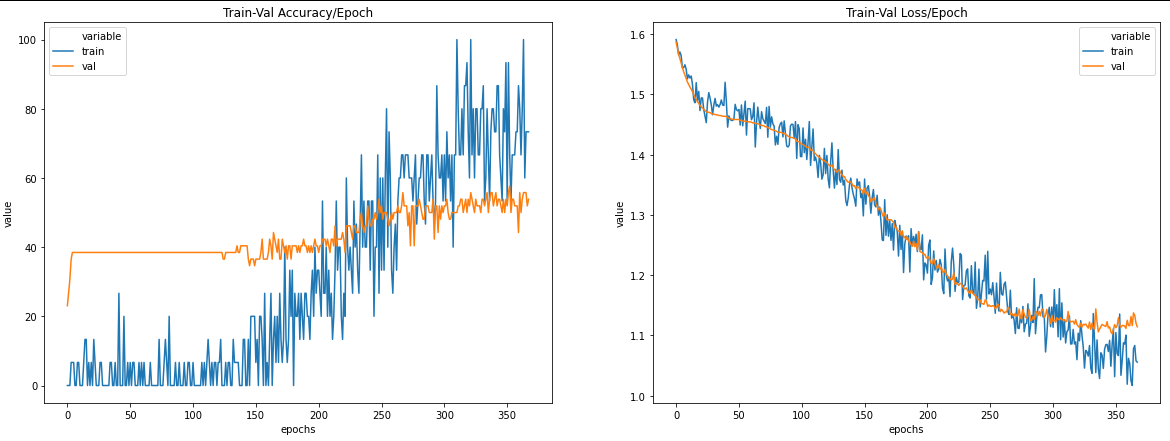 Train-Val Accuracy/Epoch
variable
train
val
value
100
80
60
40
20
0
0 50 100 150 200 250 300 350
epochs
Train-Val Loss/Epoch
variable
train
val
value
1.6
1.5
1.4
1.3
1.2
1.1
1.0
0 50 100 150 200 250 300 350
epochs